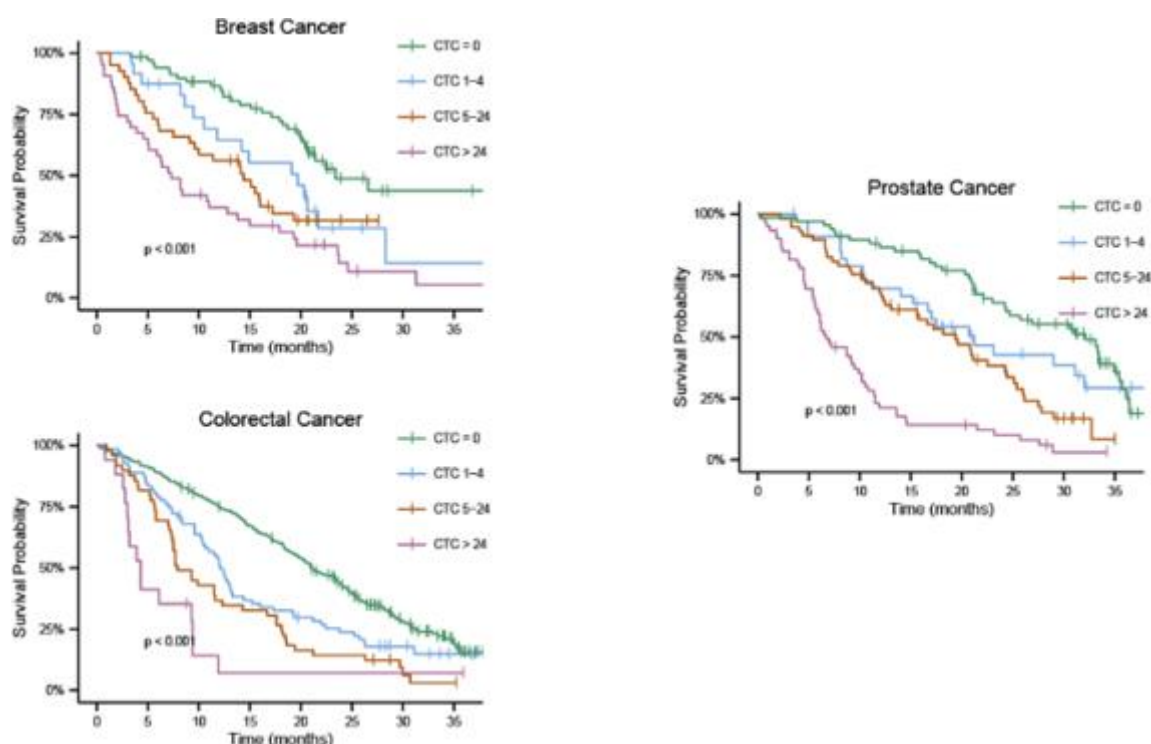 Breast Cancer
Survival Probability
100%
75%
50%
25%
0%
CTC = 0
CTC 1-4
CTC 5-24
CTC > 24
p < 0.001
0 5 10 15 20 25 30 35
Time (months)
Prostate Cancer
Survival Probability
100%
75%
50%
25%
0%
CTC = 0
CTC 1-4
CTC 5-24
CTC > 24
p < 0.001
0 5 10 15 20 25 30 35
Time (months)
Colorectal Cancer
Survival Probability
100%
75%
50%
25%
0%
CTC = 0
CTC 1-4
CTC 5-24
CTC > 24
p < 0.001
0 5 10 15 20 25 30 35
Time (months)